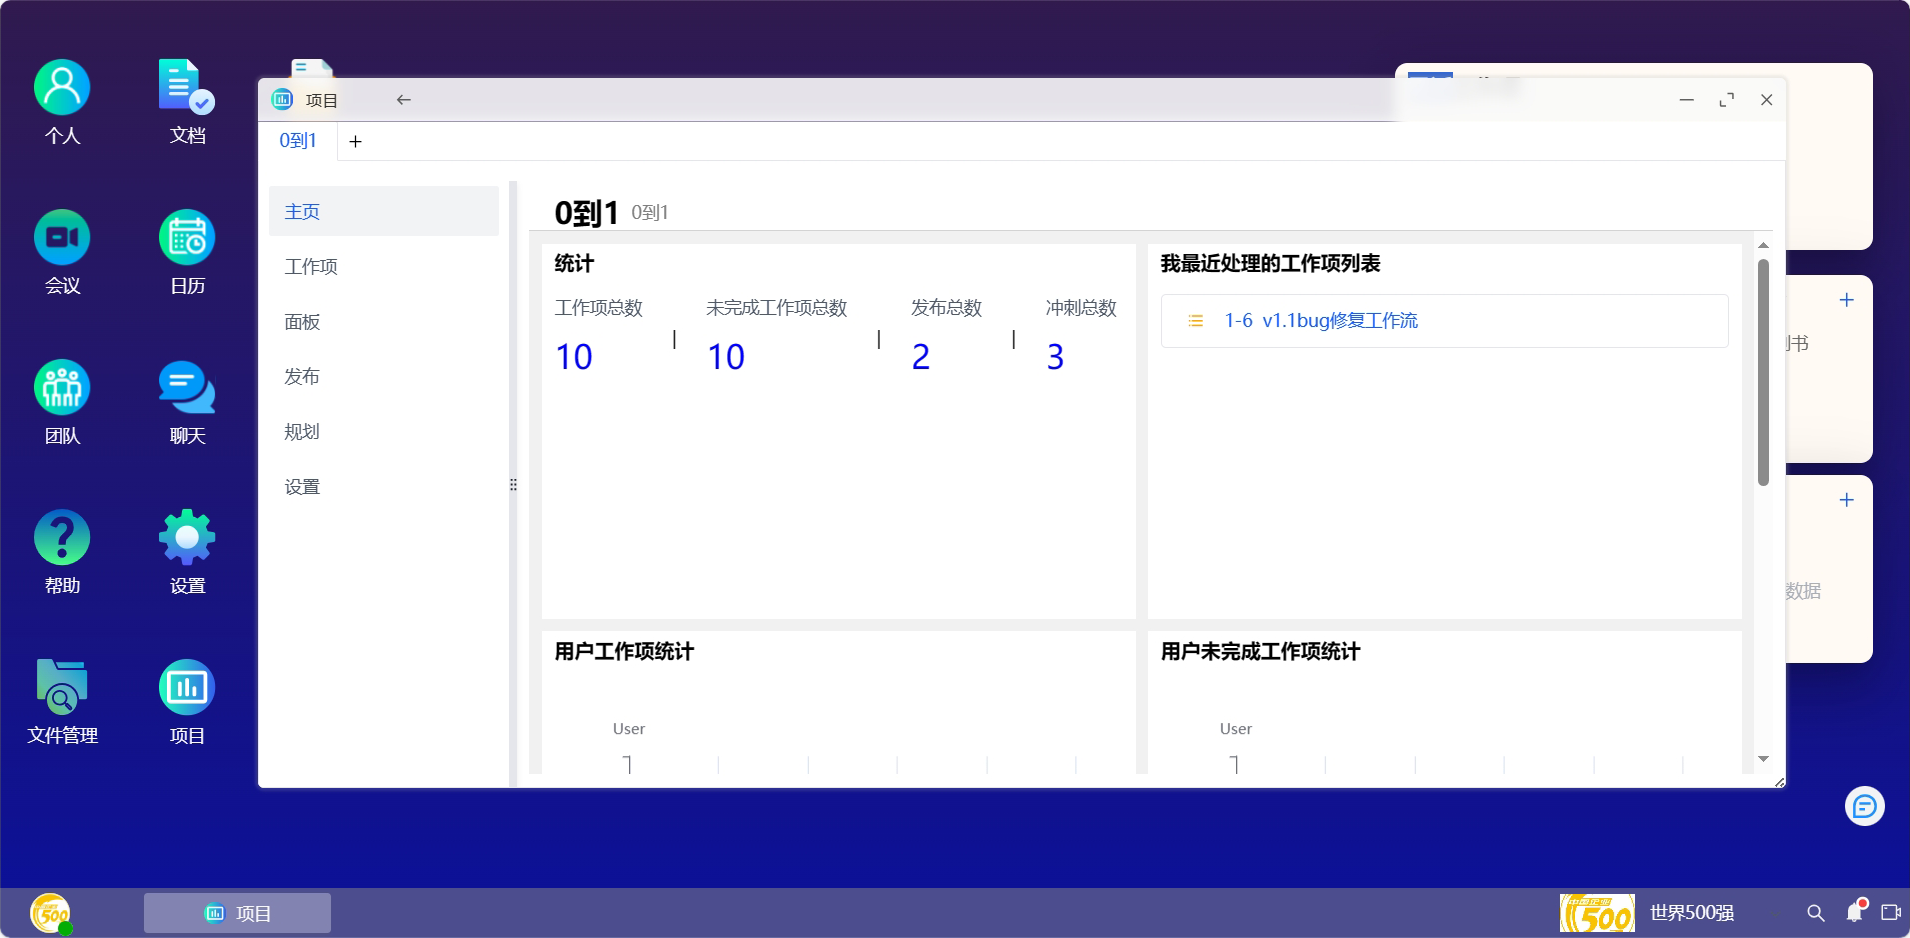 个人
文档
会议
日历
团队
聊天
帮助
设置
文件管理
项目
项目
0到1
主页
工作项
面板
发布
规划
设置
0到1 0到1
统计
工作项总数 未完成工作项总数 发布总数 冲刺总数
10 10 2 3
我最近处理的工作项列表
1-6 v1.1bug修复工作流
用户工作项统计
User
用户未完成工作项统计
User
书
数据
500
项目
中国企业
500
世界500强